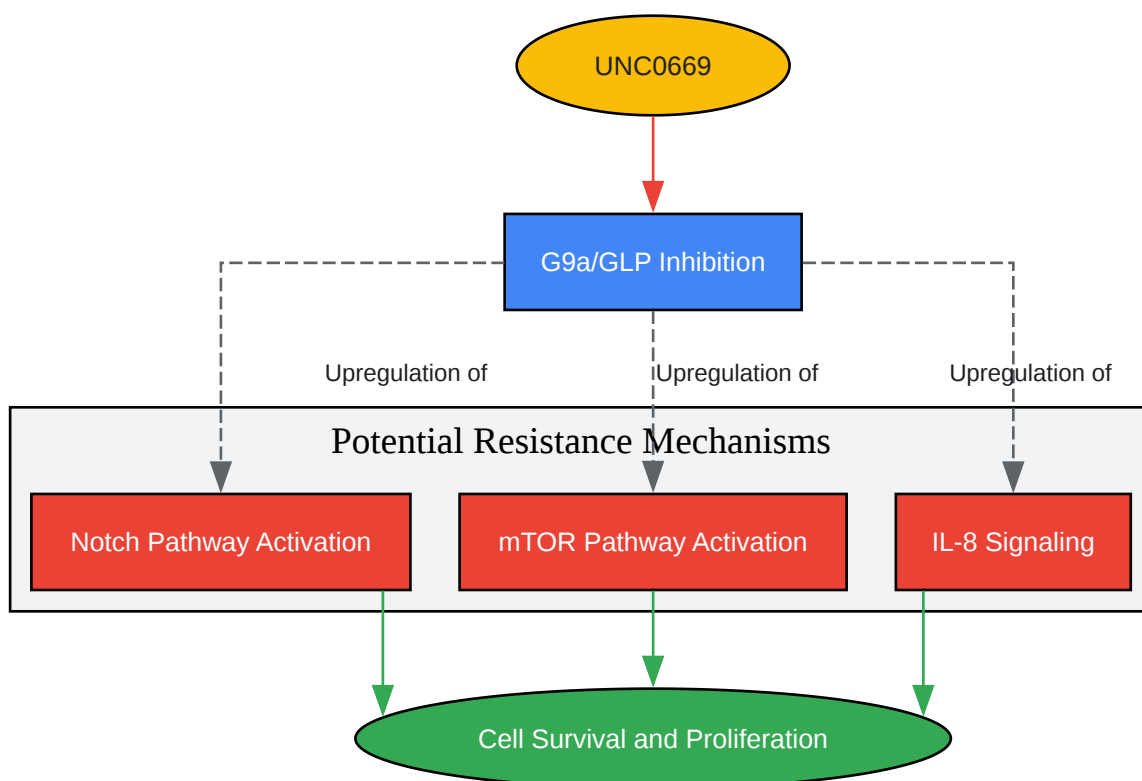 UNC0669
G9a/GLP Inhibition
Upregulation of
Upregulation of
Upregulation of
Potential Resistance Mechanisms
Notch Pathway Activation
mTOR Pathway Activation
IL-8 Signaling
Cell Survival and Proliferation